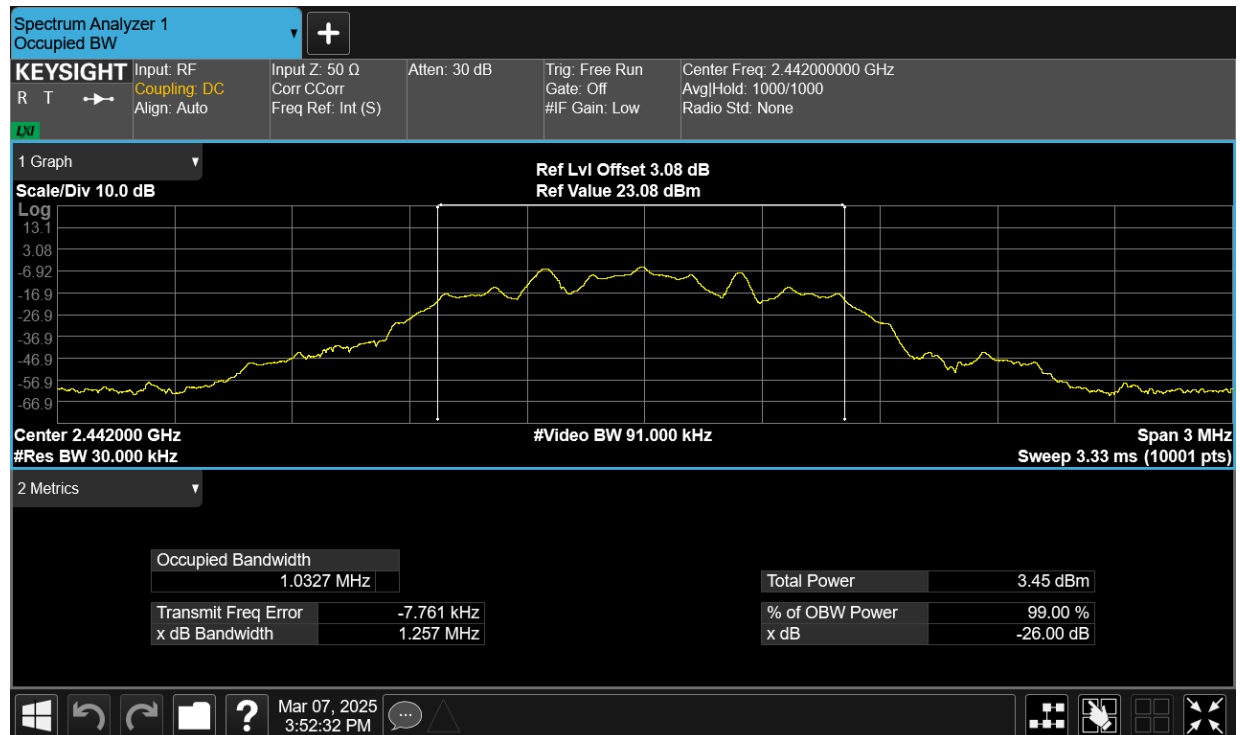 Spectrum Analyzer 1
Occupied BW
▼
+
KEYSIGHT
R T
LXI
Input: RF
Coupling: DC
Align: Auto
Input Z: 50 Ω
Corr CCorr
Freq Ref: Int (S)
Atten: 30 dB
Trig: Free Run
Gate: Off
#IF Gain: Low
Center Freq: 2.442000000 GHz
Avg|Hold: 1000/1000
Radio Std: None
1 Graph ▼
Scale/Div 10.0 dB
Ref Lvl Offset 3.08 dB
Ref Value 23.08 dBm
Log
13.1
3.08
-6.92
-16.9
-26.9
-36.9
-46.9
-56.9
-66.9
Center 2.442000 GHz
#Res BW 30.000 kHz
#Video BW 91.000 kHz
Span 3 MHz
Sweep 3.33 ms (10001 pts)
2 Metrics ▼
Occupied Bandwidth
1.0327 MHz
Transmit Freq Error -7.761 kHz
x dB Bandwidth 1.257 MHz
Total Power 3.45 dBm
% of OBW Power 99.00 %
x dB -26.00 dB
?
Mar 07, 2025
3:52:32 PM